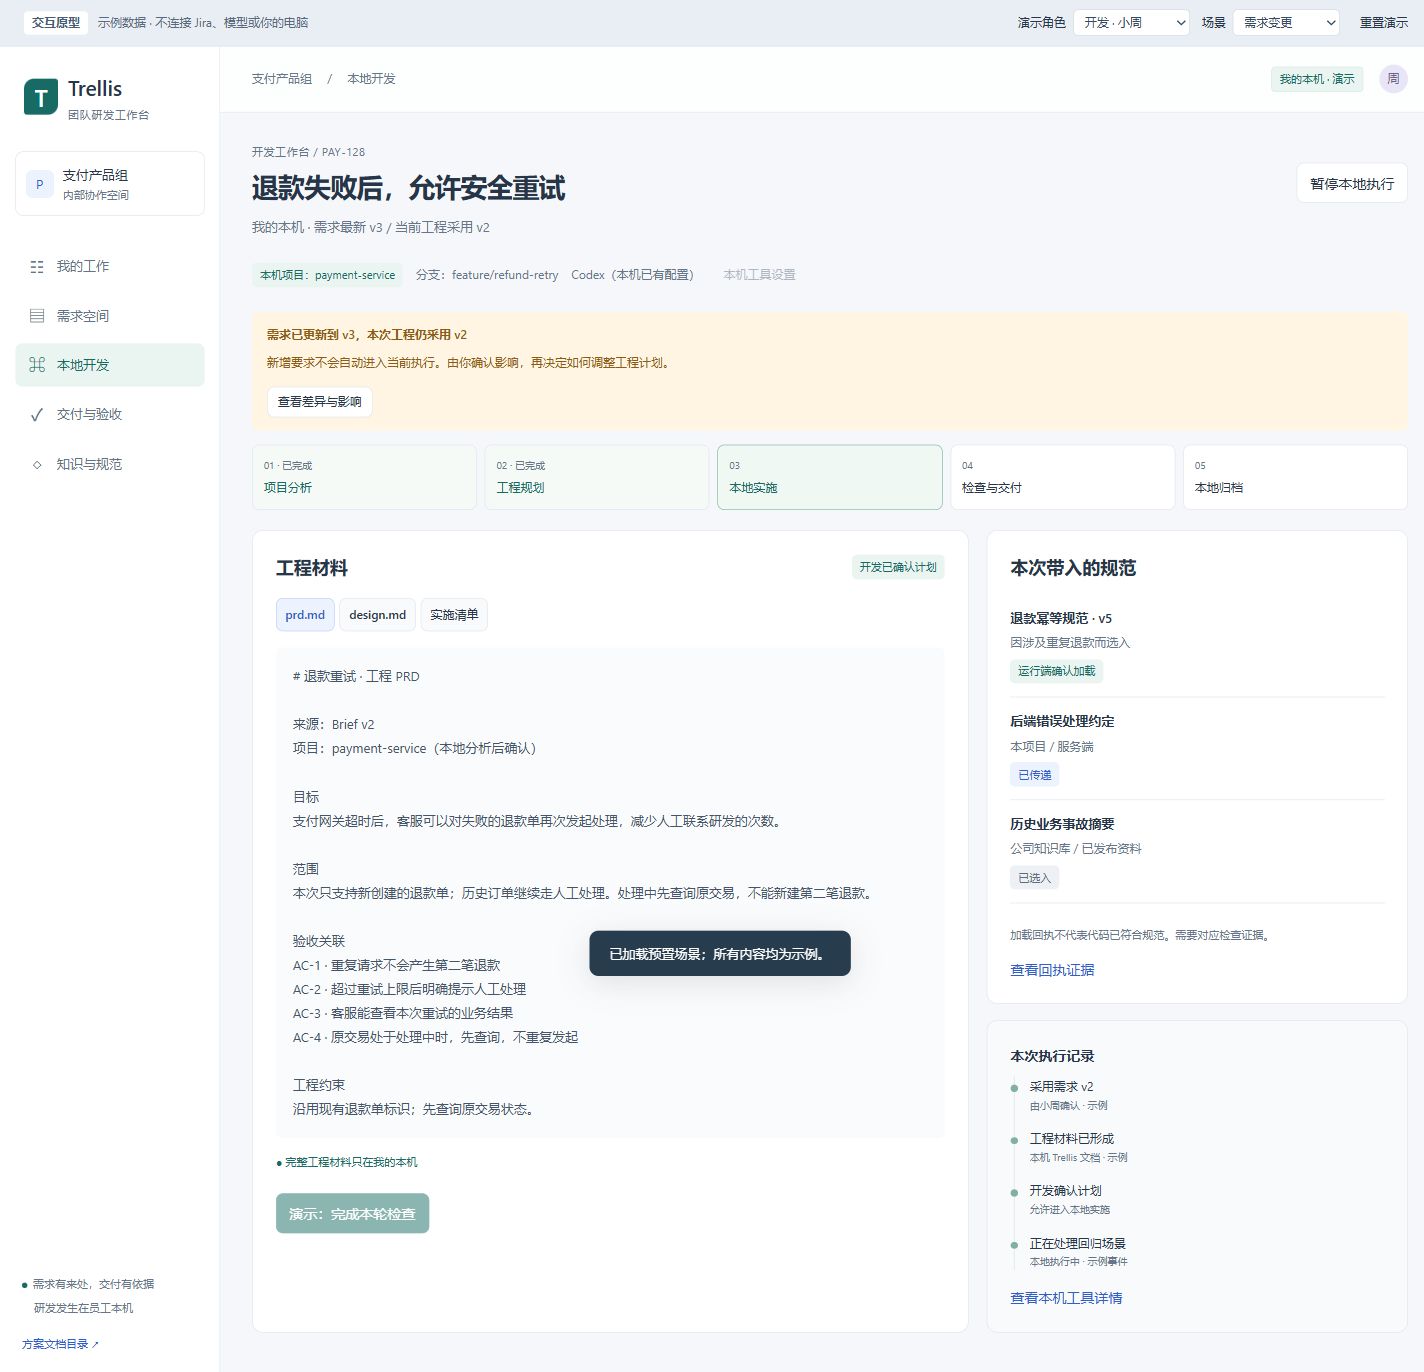 交互原型 示例数据 · 不连接 Jira、模型或你的电脑 演示角色 开发 · 小周 场景 需求变更 重置演示
T Trellis
团队研发工作台
P 支付产品组
内部协作空间
我的工作
需求空间
本地开发
交付与验收
知识与规范
需求有来处，交付有依据
研发发生在员工本机
方案文档目录 ↗
支付产品组 / 本地开发 我的本机 · 演示 周
开发工作台 / PAY-128
退款失败后，允许安全重试
暂停本地执行
我的本机 · 需求最新 v3 / 当前工程采用 v2
本机项目：payment-service 分支：feature/refund-retry Codex（本机已有配置） 本机工具设置
需求已更新到 v3，本次工程仍采用 v2
新增要求不会自动进入当前执行。由你确认影响，再决定如何调整工程计划。
查看差异与影响
01 · 已完成
项目分析
02 · 已完成
工程规划
03
本地实施
04
检查与交付
05
本地归档
工程材料 开发已确认计划
prd.md design.md 实施清单
# 退款重试 · 工程 PRD
来源：Brief v2
项目：payment-service（本地分析后确认）
目标
支付网关超时后，客服可以对失败的退款单再次发起处理，减少人工联系研发的次数。
范围
本次只支持新创建的退款单；历史订单继续走人工处理。处理中先查询原交易，不能新建第二笔退款。
验收关联
AC-1 · 重复请求不会产生第二笔退款
AC-2 · 超过重试上限后明确提示人工处理
AC-3 · 客服能查看本次重试的业务结果
AC-4 · 原交易处于处理中时，先查询，不重复发起
工程约束
沿用现有退款单标识；先查询原交易状态。
已加载预置场景；所有内容均为示例。
完整工程材料只在我的本机
演示：完成本轮检查
本次带入的规范
退款幂等规范 · v5
因涉及重复退款而选入
运行端确认加载
后端错误处理约定
本项目 / 服务端
已传递
历史业务事故摘要
公司知识库 / 已发布资料
已选入
加载回执不代表代码已符合规范。需要对应检查证据。
查看回执证据
本次执行记录
采用需求 v2
由小周确认 · 示例
工程材料已形成
本机 Trellis 文档 · 示例
开发确认计划
允许进入本地实施
正在处理回归场景
本地执行中 · 示例事件
查看本机工具详情